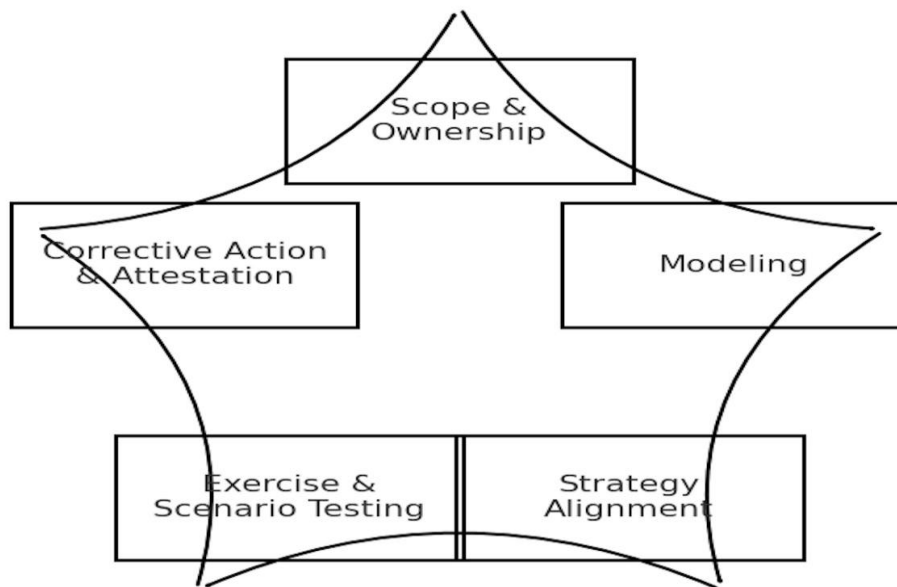 Scope &
Ownership
Corrective Action
& Attestation
Modeling
Exercise &
Scenario Testing
Strategy
Alignment